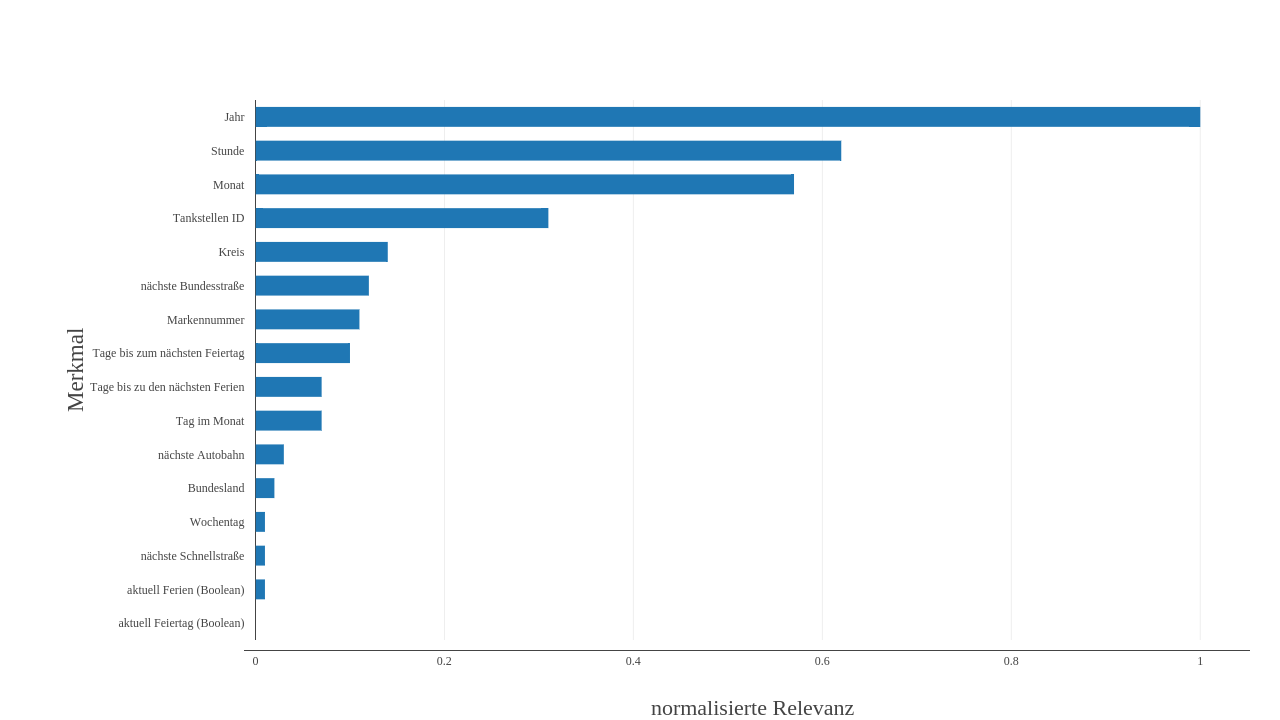 Jahr
Stunde
Monat
Tankstellen ID
Kreis
nächste Bundesstraße
Markennummer
Tage bis zum nächsten Feiertag
Tage bis zu den nächsten Ferien
Tag im Monat
nächste Autobahn
Bundesland
Wochentag
nächste Schnellstraße
aktuell Ferien (Boolean)
aktuell Feiertag (Boolean)
Merkmal
0 0.2 0.4 0.6 0.8 1
normalisierte Relevanz